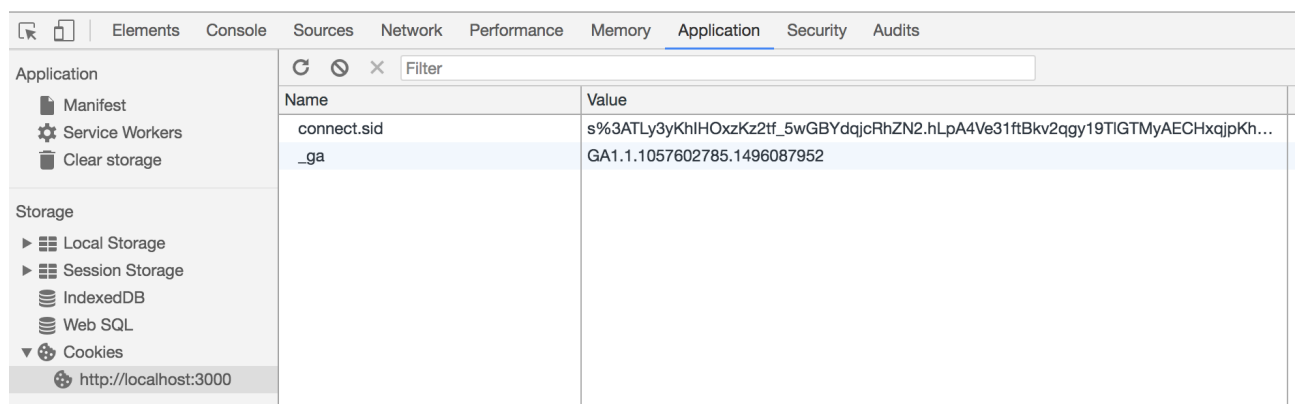 Elements Console Sources Network Performance Memory Application Security Audits
Application
Manifest
Service Workers
Clear storage
Storage
Local Storage
Session Storage
IndexedDB
Web SQL
Cookies
http://localhost:3000
Filter
Name Value
connect.sid s%3ATLy3yKhIHOxzKz2tf_5wGBYdqjcRhZN2.hLpA4Ve31ftBkv2qgy19TlGTMyAECHxqjpKh...
_ga GA1.1.1057602785.1496087952